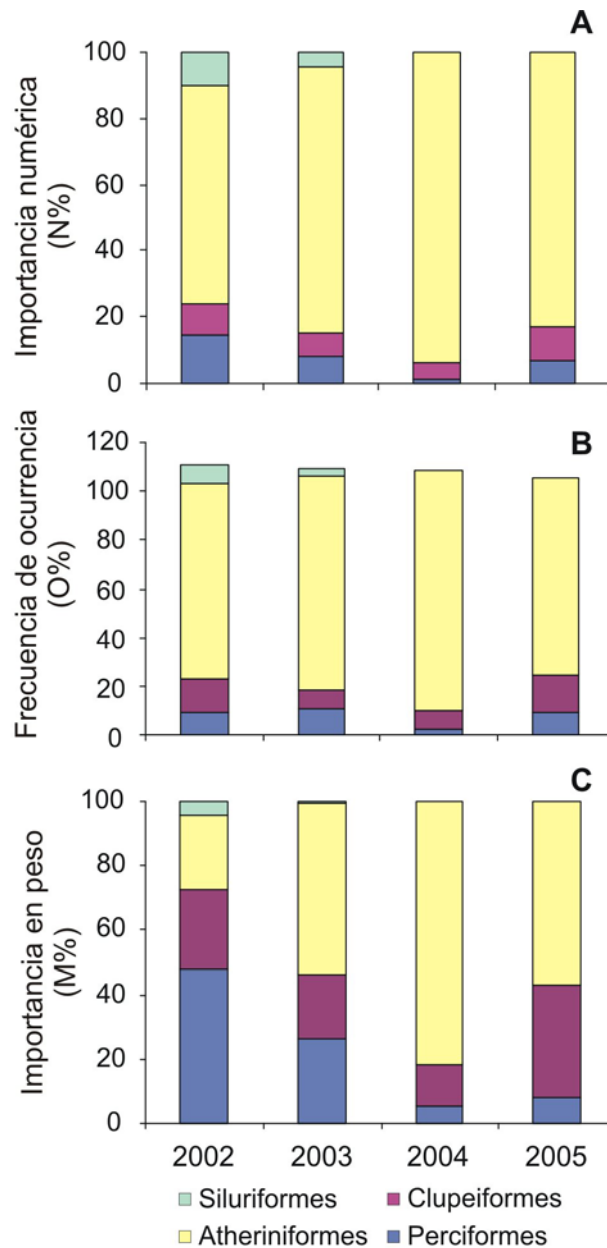 A
Importancia numérica
(N%)
100
80
60
40
20
0
B
Frecuencia de ocurrencia
(O%)
120
100
80
60
40
20
0
C
Importancia en peso
(M%)
100
80
60
40
20
0
2002 2003 2004 2005
Siluriformes Clupeiformes
Atheriniformes Perciformes